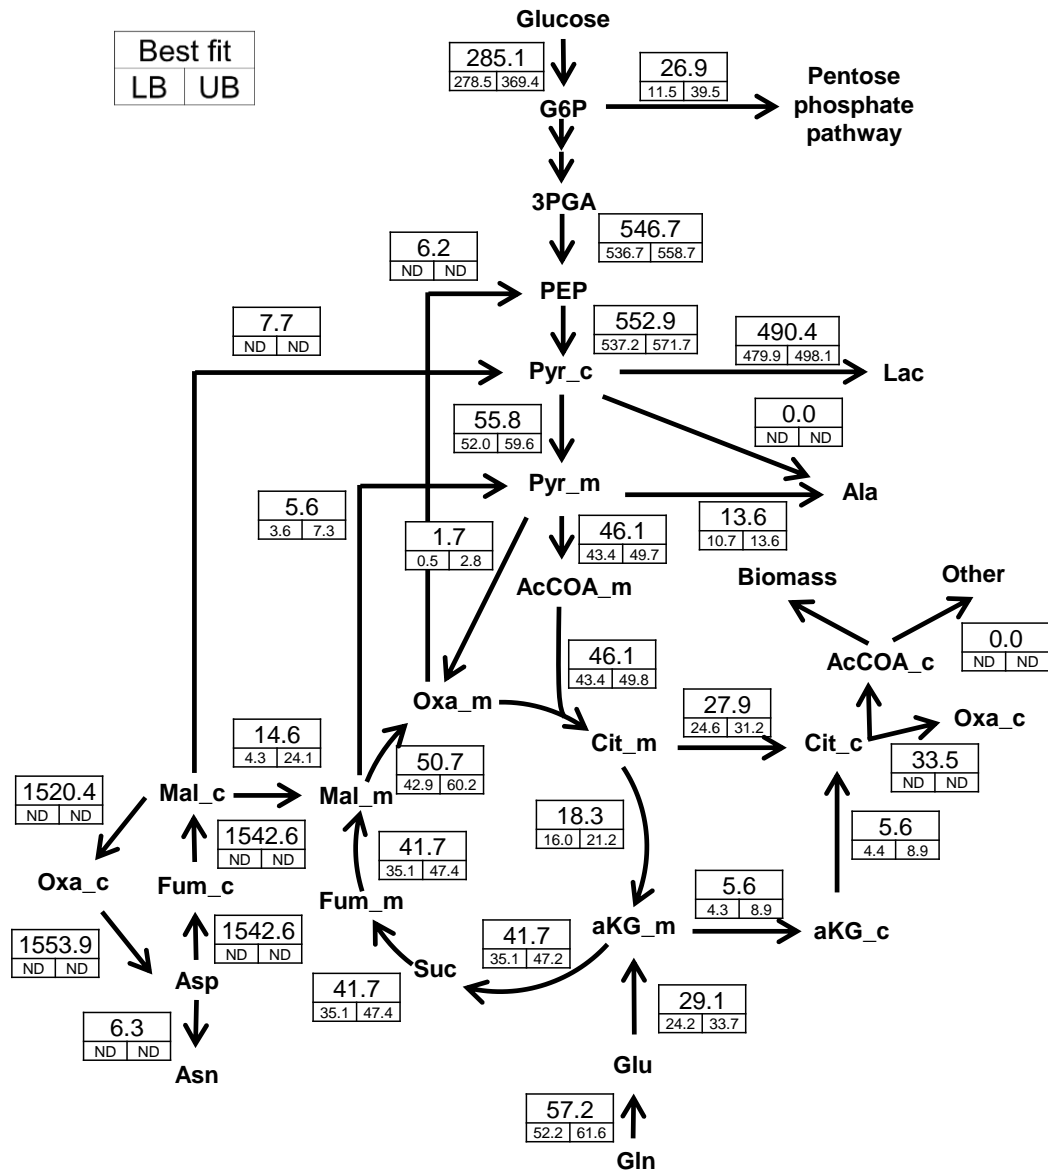 Glucose
Best fit
LB UB
285.1
278.5 369.4
26.9
11.5 39.5
Pentose
phosphate
pathway
G6P
3PGA
546.7
536.7 558.7
6.2
ND ND
PEP
7.7
ND ND
552.9
537.2 571.7
490.4
479.9 498.1
Pyr_c
Lac
55.8
52.0 59.6
0.0
ND ND
Pyr_m
Ala
5.6
3.6 7.3
1.7
0.5 2.8
46.1
43.4 49.7
13.6
10.7 13.6
AcCOA_m
Biomass
Other
46.1
43.4 49.8
0.0
ND ND
AcCOA_c
Oxa_m
27.9
24.6 31.2
Oxa_c
14.6
4.3 24.1
50.7
42.9 60.2
Cit_m
Cit_c
33.5
ND ND
1520.4
ND ND
Mal_c
Mal_m
1542.6
ND ND
41.7
35.1 47.4
18.3
16.0 21.2
5.6
4.4 8.9
Oxa_c
Fum_c
Fum_m
5.6
4.3 8.9
aKG_m
aKG_c
1553.9
ND ND
1542.6
ND ND
41.7
35.1 47.2
Asp
Suc
41.7
35.1 47.4
29.1
24.2 33.7
6.3
ND ND
Asn
Glu
57.2
52.2 61.6
Gln